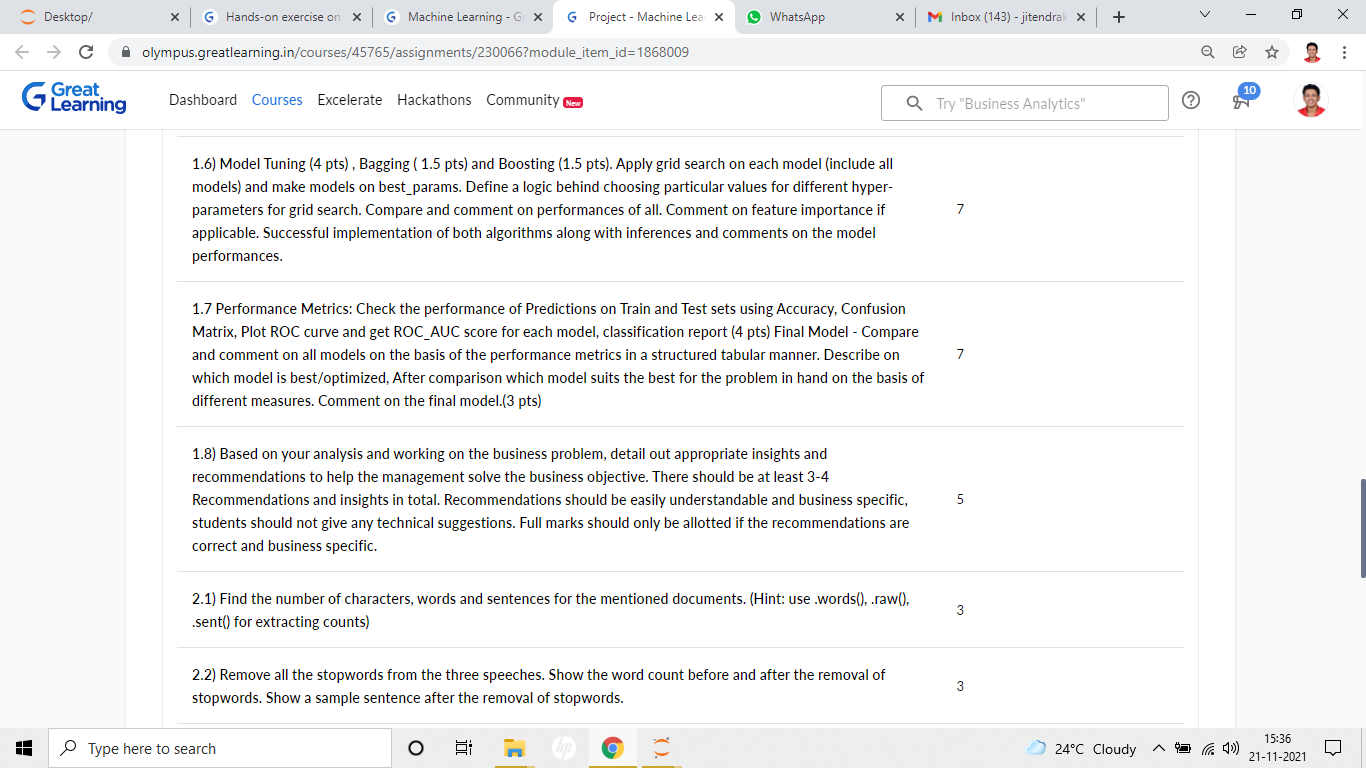 Desktop/
Hands-on exercise on
Machine Learning - G
Project - Machine Lea
WhatsApp
Inbox (143) - jitendrak
olympus.greatlearning.in/courses/45765/assignments/230066?module_item_id=1868009
Great
Learning
Dashboard Courses Excelerate Hackathons Community New
Try "Business Analytics"
10
1.6) Model Tuning (4 pts) , Bagging ( 1.5 pts) and Boosting (1.5 pts). Apply grid search on each model (include all
models) and make models on best_params. Define a logic behind choosing particular values for different hyper-
parameters for grid search. Compare and comment on performances of all. Comment on feature importance if
7
applicable. Successful implementation of both algorithms along with inferences and comments on the model
performances.
1.7 Performance Metrics: Check the performance of Predictions on Train and Test sets using Accuracy, Confusion
Matrix, Plot ROC curve and get ROC_AUC score for each model, classification report (4 pts) Final Model - Compare
and comment on all models on the basis of the performance metrics in a structured tabular manner. Describe on
7
which model is best/optimized, After comparison which model suits the best for the problem in hand on the basis of
different measures. Comment on the final model.(3 pts)
1.8) Based on your analysis and working on the business problem, detail out appropriate insights and
recommendations to help the management solve the business objective. There should be at least 3-4
Recommendations and insights in total. Recommendations should be easily understandable and business specific,
5
students should not give any technical suggestions. Full marks should only be allotted if the recommendations are
correct and business specific.
2.1) Find the number of characters, words and sentences for the mentioned documents. (Hint: use .words(), .raw(),
.sent() for extracting counts)
3
2.2) Remove all the stopwords from the three speeches. Show the word count before and after the removal of
stopwords. Show a sample sentence after the removal of stopwords.
3
Type here to search
hp
24°C Cloudy
15:36
21-11-2021